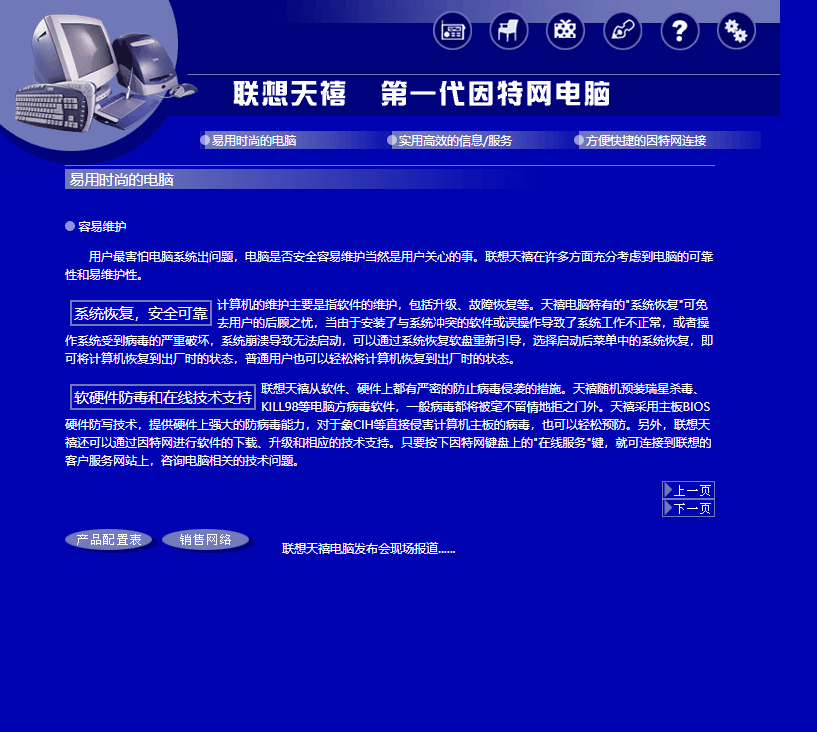 联想天禧 第一代因特网电脑
易用时尚的电脑 实用高效的信息/服务 方便快捷的因特网连接
易用时尚的电脑
容易维护
用户最害怕电脑系统出问题，电脑是否安全容易维护当然是用户关心的事。联想天禧在许多方面充分考虑到电脑的可靠
性和易维护性。
系统恢复，安全可靠
计算机的维护主要是指软件的维护，包括升级、故障恢复等。天禧电脑特有的"系统恢复"可免
去用户的后顾之忧，当由于安装了与系统冲突的软件或误操作导致了系统工作不正常，或者操
作系统受到病毒的严重破坏，系统崩溃导致无法启动，可以通过系统恢复软盘重新引导，选择启动后菜单中的系统恢复，即
可将计算机恢复到出厂时的状态，普通用户也可以轻松将计算机恢复到出厂时的状态。
软硬件防毒和在线技术支持
联想天禧从软件、硬件上都有严密的防止病毒侵袭的措施。天禧随机预装瑞星杀毒、
KILL98等电脑方病毒软件，一般病毒都将被毫不留情地拒之门外。天禧采用主板BIOS
硬件防写技术，提供硬件上强大的防病毒能力，对于象CIH等直接侵害计算机主板的病毒，也可以轻松预防。另外，联想天
禧还可以通过因特网进行软件的下载、升级和相应的技术支持。只要按下因特网键盘上的"在线服务"键，就可连接到联想的
客户服务网站上，咨询电脑相关的技术问题。
上一页
下一页
产品配置表 销售网络 联想天禧电脑发布会现场报道......